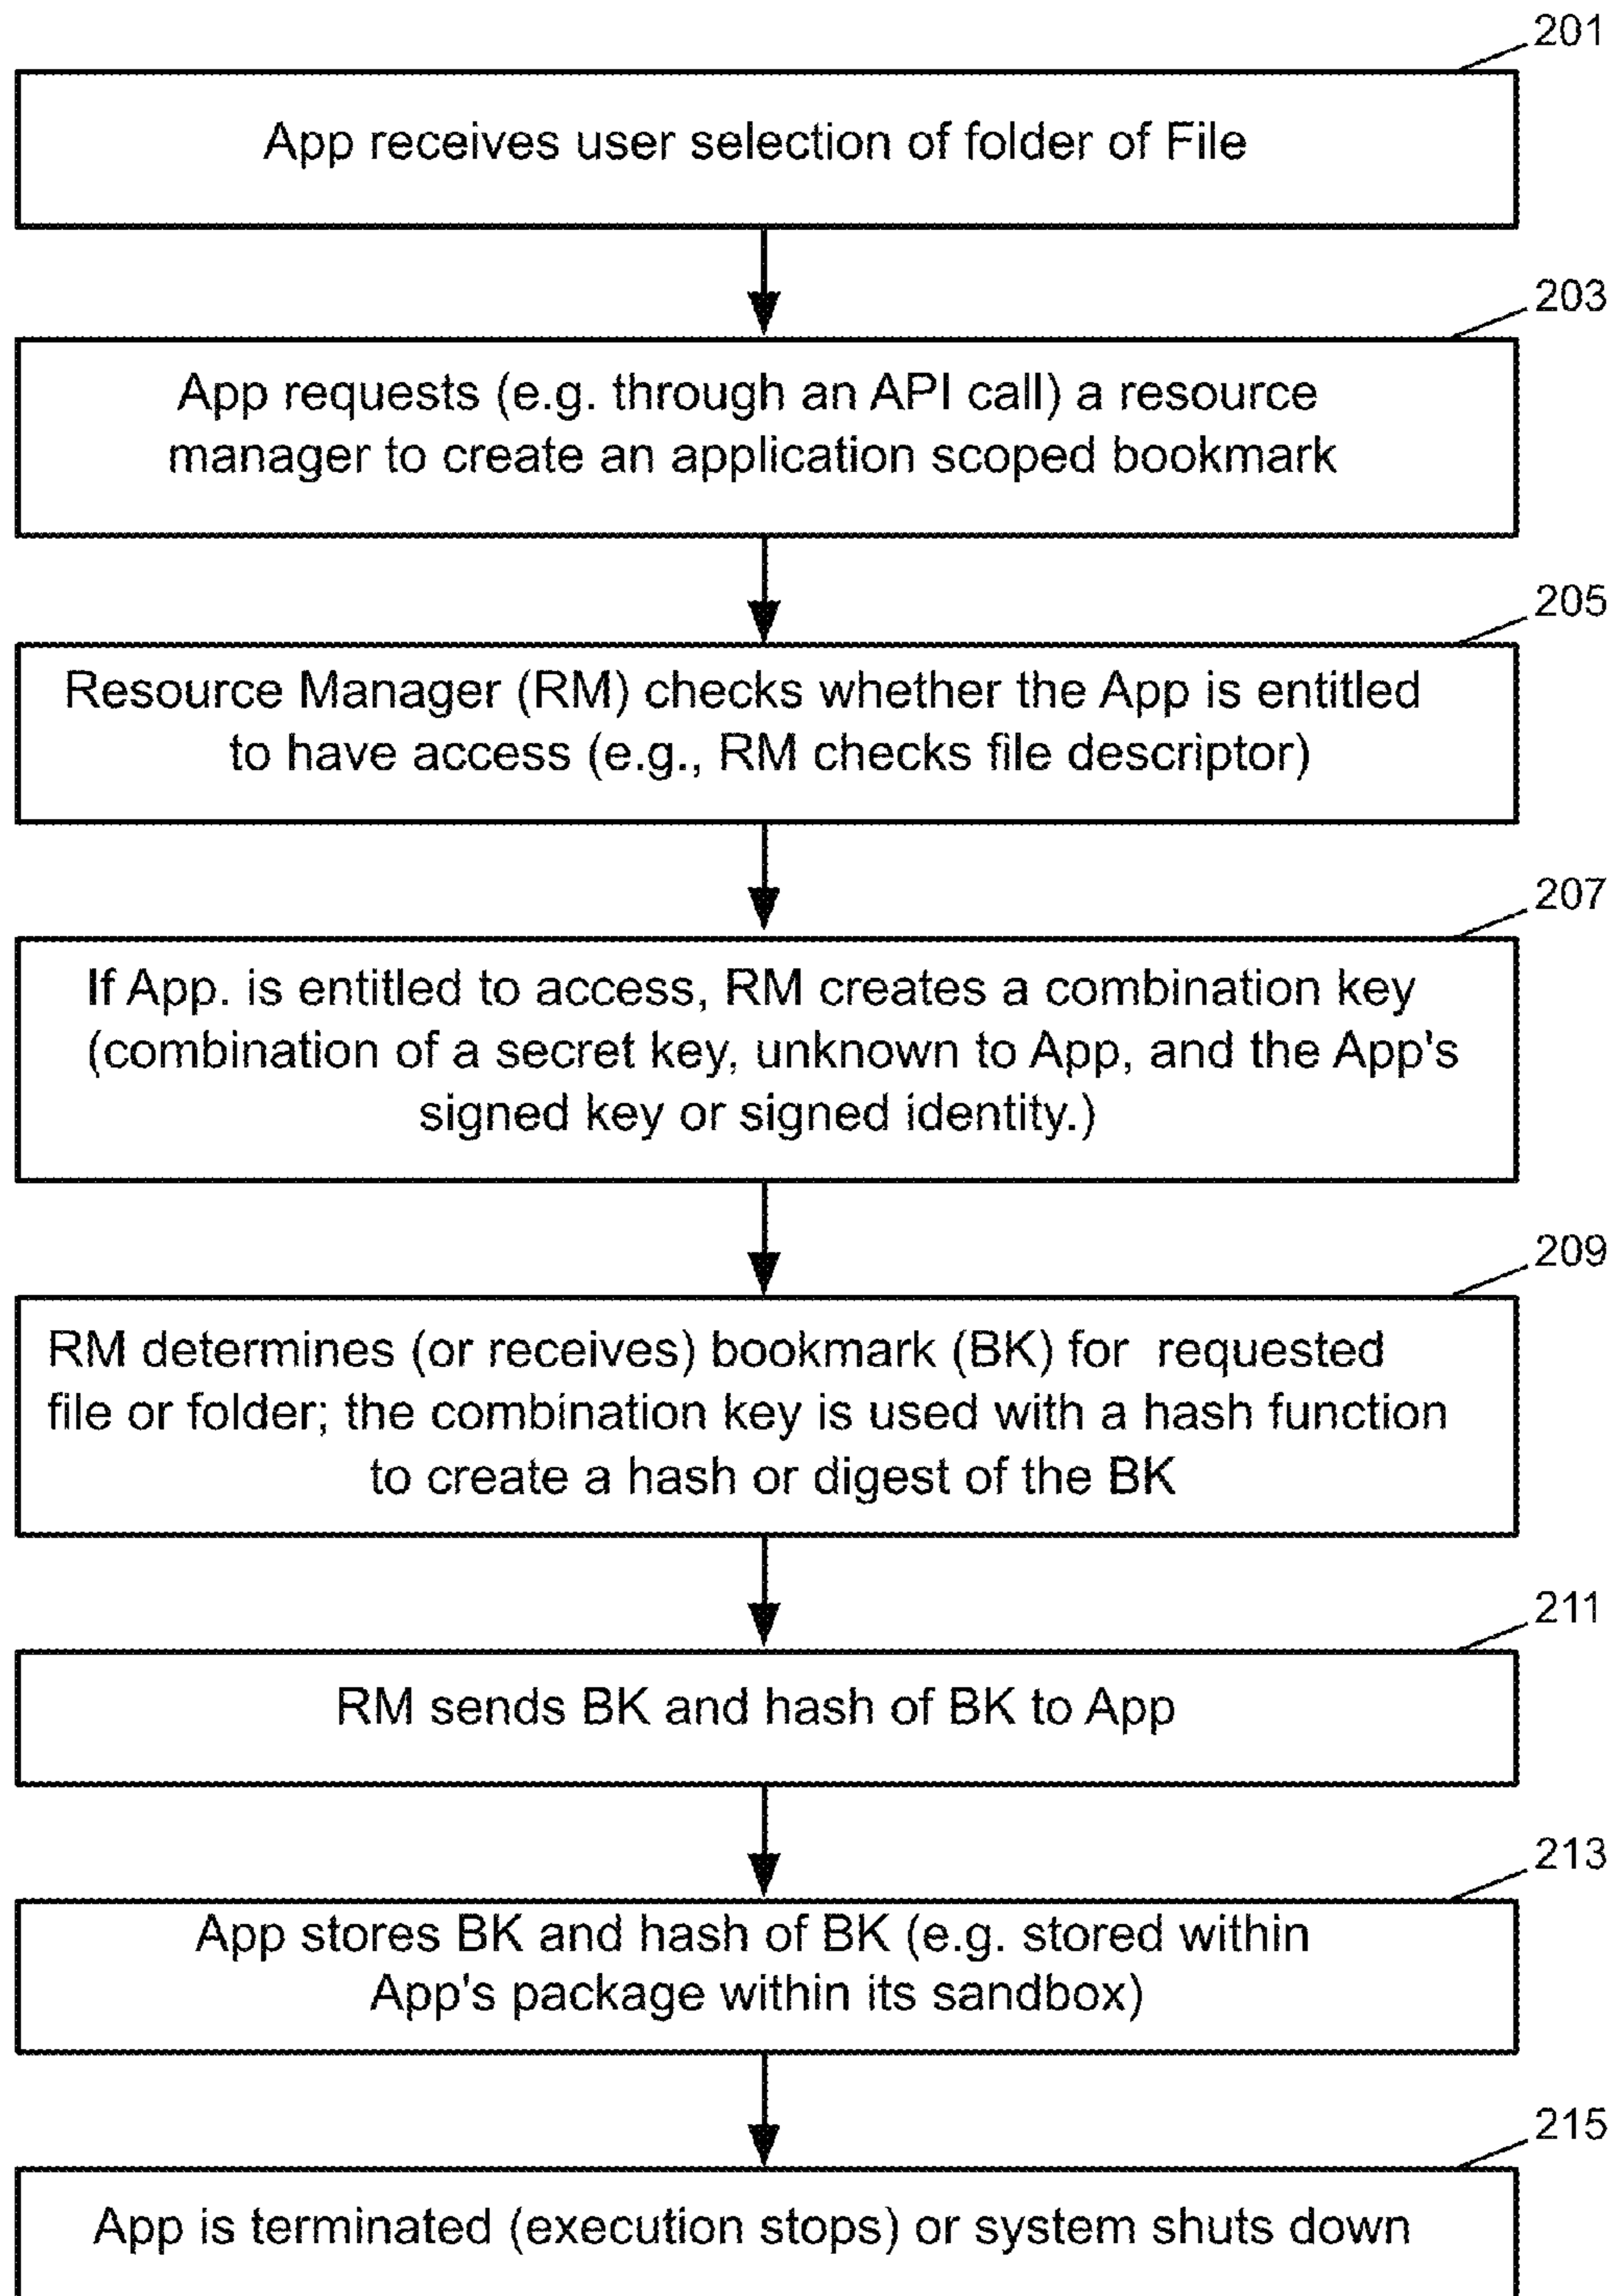 201
App receives user selection of folder of File
203
App requests (e.g. through an API call) a resource
manager to create an application scoped bookmark
205
Resource Manager (RM) checks whether the App is entitled
to have access (e.g., RM checks file descriptor)
207
If App. is entitled to access, RM creates a combination key
(combination of a secret key, unknown to App, and the App's
signed key or signed identity.)
209
RM determines (or receives) bookmark (BK) for requested
file or folder; the combination key is used with a hash function
to create a hash or digest of the BK
211
RM sends BK and hash of BK to App
213
App stores BK and hash of BK (e.g. stored within
App's package within its sandbox)
215
App is terminated (execution stops) or system shuts down